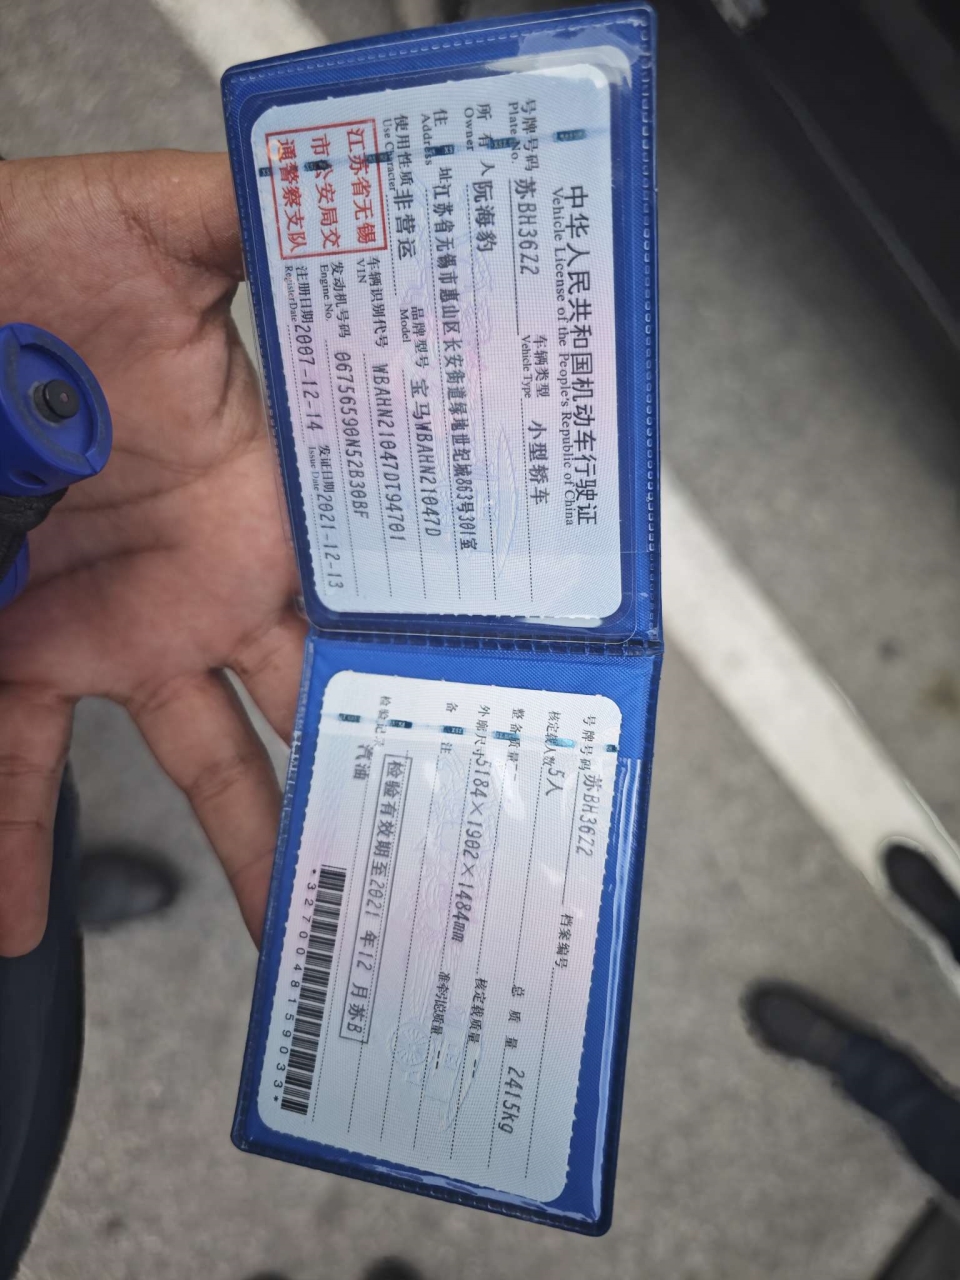 中华人民共和国机动车行驶证
Vehicle License of the People's Republic of China
号牌号码 苏BH36Z2 车辆类型 小型轿车
Plate No. Vehicle Type
所有人 阮海豹
Owner
住址 江苏省无锡市惠山区长安街道绿地世纪城863号301室
Address
使用性质 非营运 品牌型号 宝马WBAHN21047D
Use Character Model
江苏省无锡
市公安局交
通警察支队
车辆识别代号 WBAHN21047DT94701
VIN
发动机号码 06756590N52B30BF
Engine No.
注册日期 2007-12-14 发证日期 2021-12-13
Register Date Issue Date
号牌号码 苏BH36Z2 档案编号
核定载人数 5人 总质量 2415kg
整备质量 -- 核定载质量 --
外廓尺寸 5184×1902×1484mm 准牵引总质量 --
备注
检验有效期至2021年12月苏B
检验记录 汽油
*3270048159033*